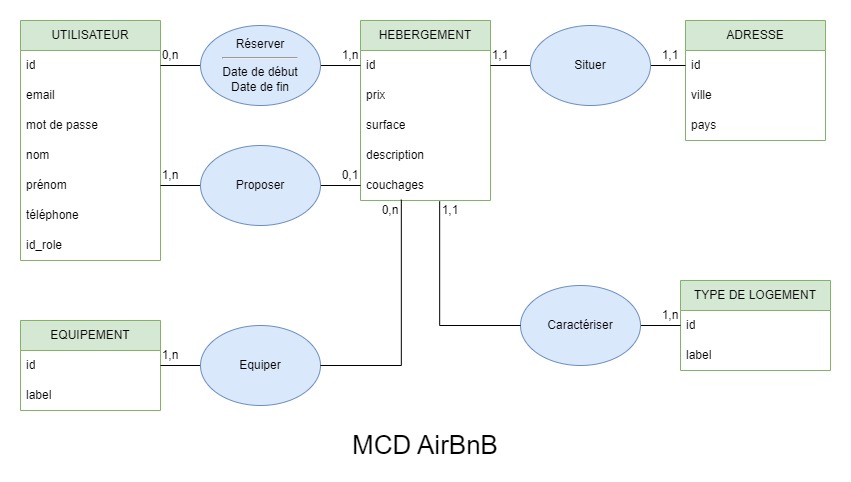 UTILISATEUR
id
email
mot de passe
nom
prénom
téléphone
id_role
0,n
Réserver
Date de début
Date de fin
1,n
1,n
Proposer
0,1
HEBERGEMENT
id
prix
surface
description
couchages
1,1
Situer
1,1
ADRESSE
id
ville
pays
0,n
1,1
EQUIPEMENT
id
label
1,n
Equiper
Caractériser
1,n
TYPE DE LOGEMENT
id
label
MCD AirBnB